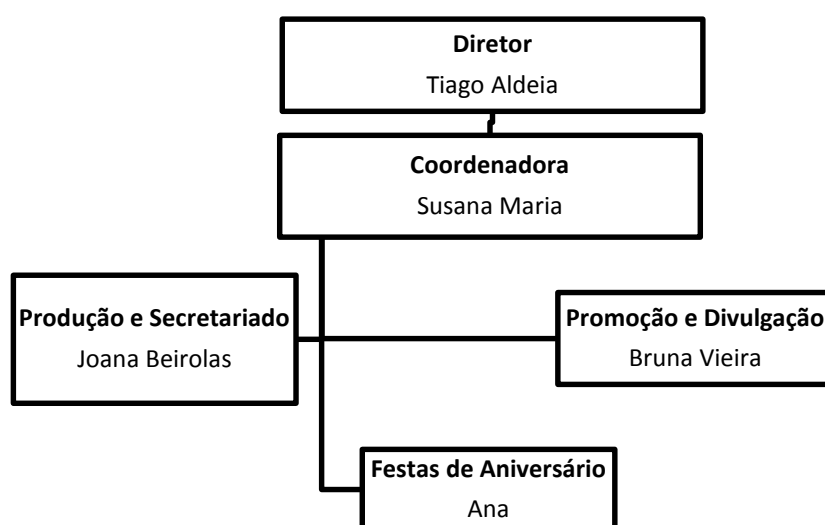 Diretor
Tiago Aldeia
Coordenadora
Susana Maria
Produção e Secretariado
Joana Beirolas
Promoção e Divulgação
Bruna Vieira
Festas de Aniversário
Ana